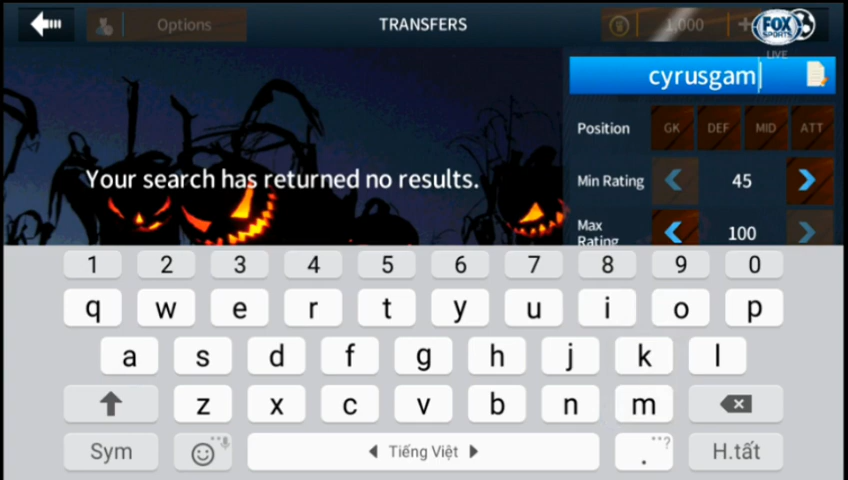 Options
TRANSFERS
1,000
FOX
SPORTS
LIVE
cyrusgam
Position
GK
DEF
MID
ATT
Your search has returned no results.
Min Rating
45
Max
Rating
100
1 2 3 4 5 6 7 8 9 0
q w e r t y u i o p
a s d f g h j k l
z x c v b n m
Sym
Tiếng Việt
. ?
H.tất